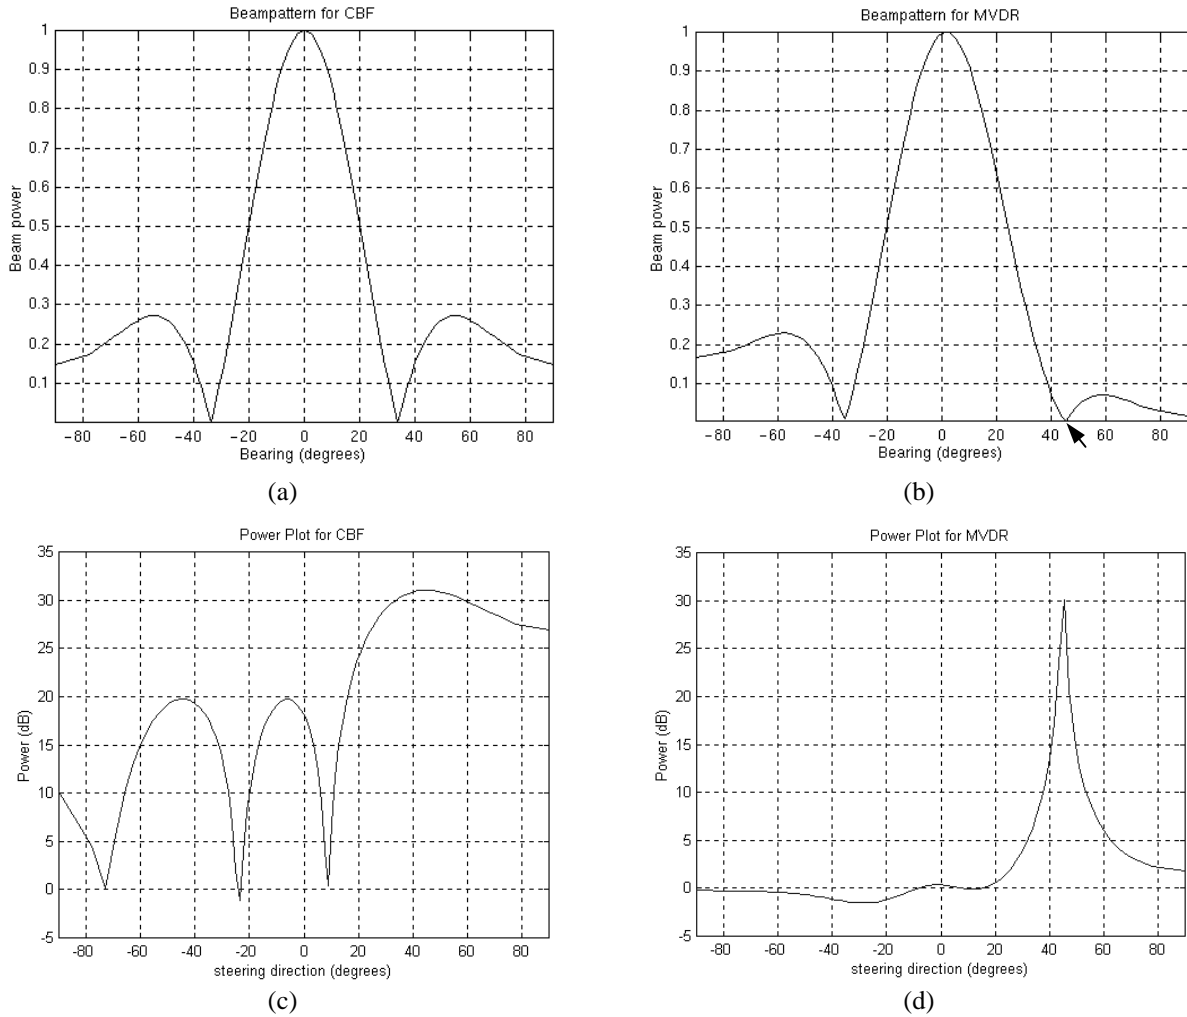 Beampattern for CBF
1
0.9
0.8
0.7
0.6
0.5
0.4
0.3
0.2
0.1
Beam power
-80 -60 -40 -20 0 20 40 60 80
Bearing (degrees)
(a)
Beampattern for MVDR
1
0.9
0.8
0.7
0.6
0.5
0.4
0.3
0.2
0.1
Beam power
-80 -60 -40 -20 0 20 40 60 80
Bearing (degrees)
(b)
Power Plot for CBF
35
30
25
20
15
10
5
0
-5
Power (dB)
-80 -60 -40 -20 0 20 40 60 80
steering direction (degrees)
(c)
Power Plot for MVDR
35
30
25
20
15
10
5
0
-5
Power (dB)
-80 -60 -40 -20 0 20 40 60 80
steering direction (degrees)
(d)